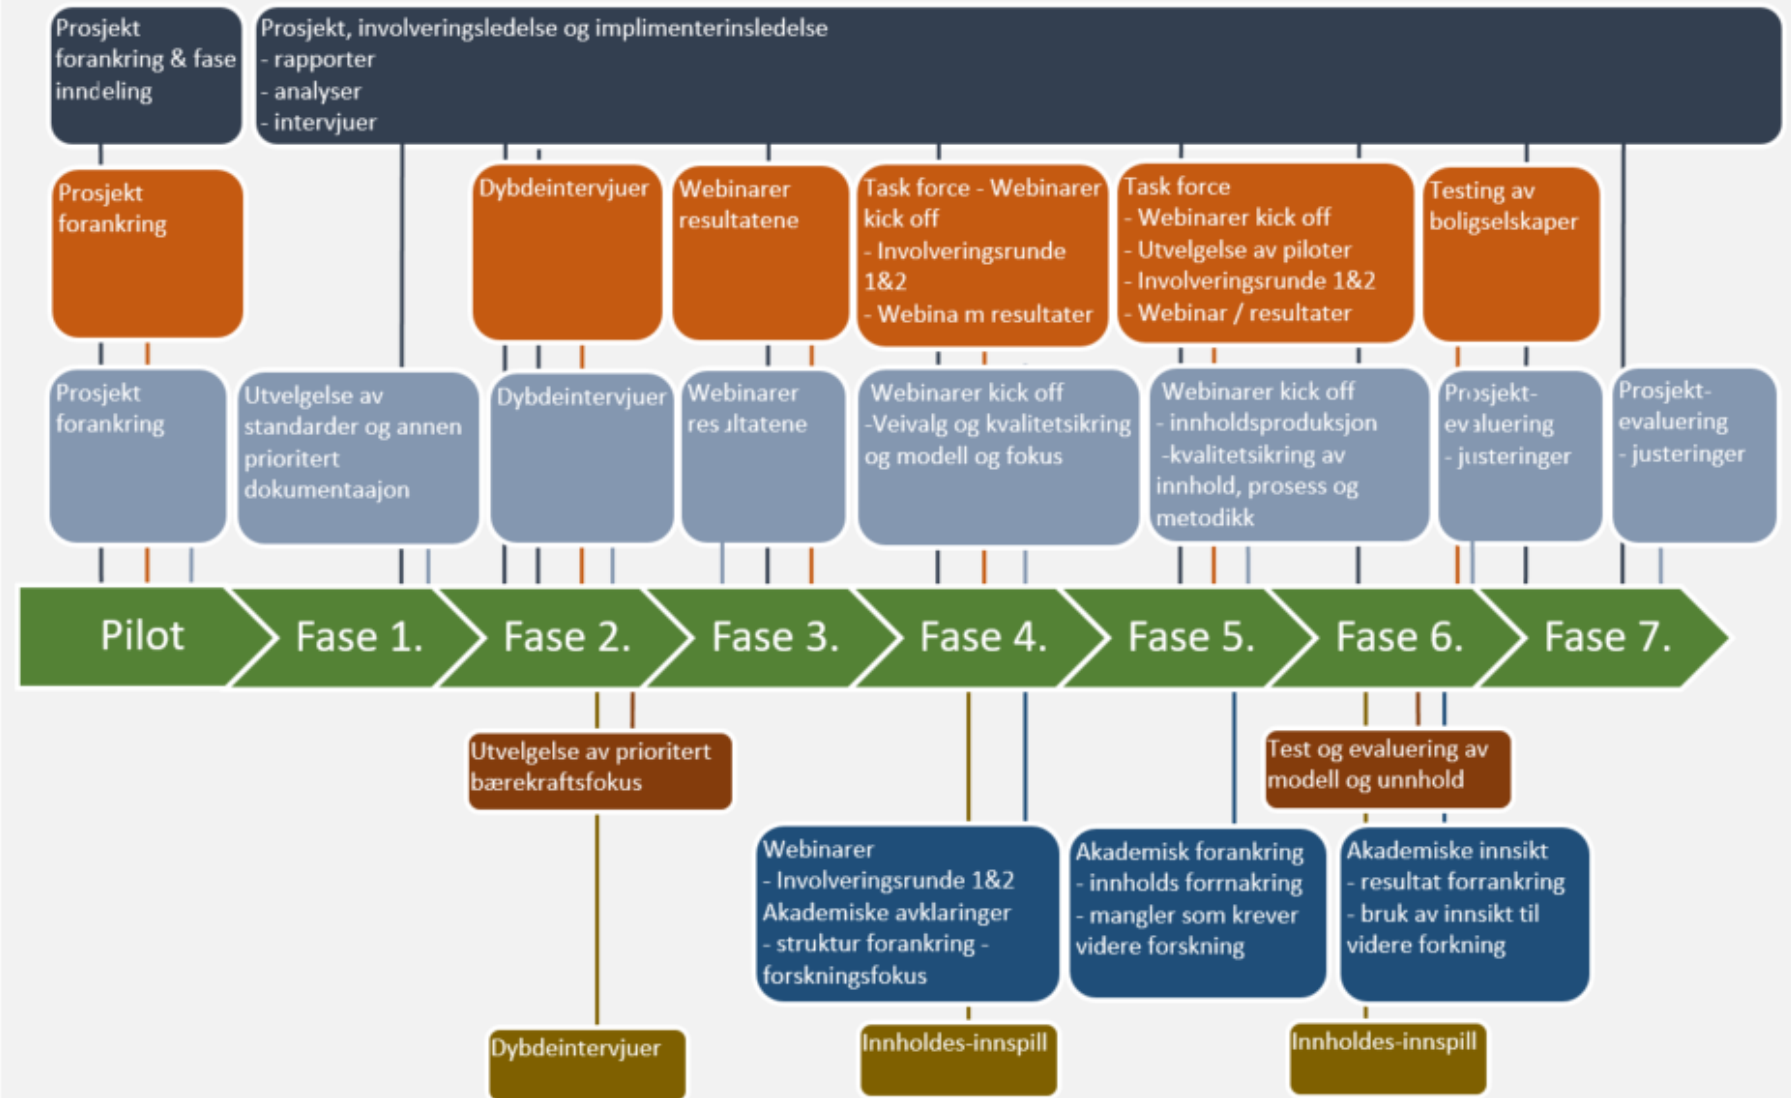 Prosjekt
forankring & fase
inndeling
Prosjekt, involveringsledelse og implimenterinsledelse
- rapporter
- analyser
- intervjuer
Prosjekt
forankring
Dybdeintervjuer
Webinarer
resultatene
Task force - Webinarer
kick off
- Involveringsrunde
1&2
- Webina m resultater
Task force
- Webinarer kick off
- Utvelgelse av piloter
- Involveringsrunde 1&2
- Webinar / resultater
Testing av
boligselskaper
Prosjekt
forankring
Utvelgelse av
standarder og annen
prioritert
dokumentaajon
Dybdeintervjuer
Webinarer
resultatene
Webinarer kick off
-Veivalg og kvalitetsikring
og modell og fokus
Webinarer kick off
- innholdsproduksjon
-kvalitetsikring av
innhold, prosess og
metodikk
Prosjekt-
evaluering
- justeringer
Prosjekt-
evaluering
- justeringer
Pilot
Fase 1.
Fase 2.
Fase 3.
Fase 4.
Fase 5.
Fase 6.
Fase 7.
Utvelgelse av prioritert
bærekraftsfokus
Test og evaluering av
modell og unnhold
Webinarer
- Involveringsrunde 1&2
Akademiske avklaringer
- struktur forankring -
forskningsfokus
Akademisk forankring
- innholds forrnakring
- mangler som krever
videre forskning
Akademiske innsikt
- resultat forrankring
- bruk av innsikt til
videre forkning
Dybdeintervjuer
Innholdes-innspill
Innholdes-innspill